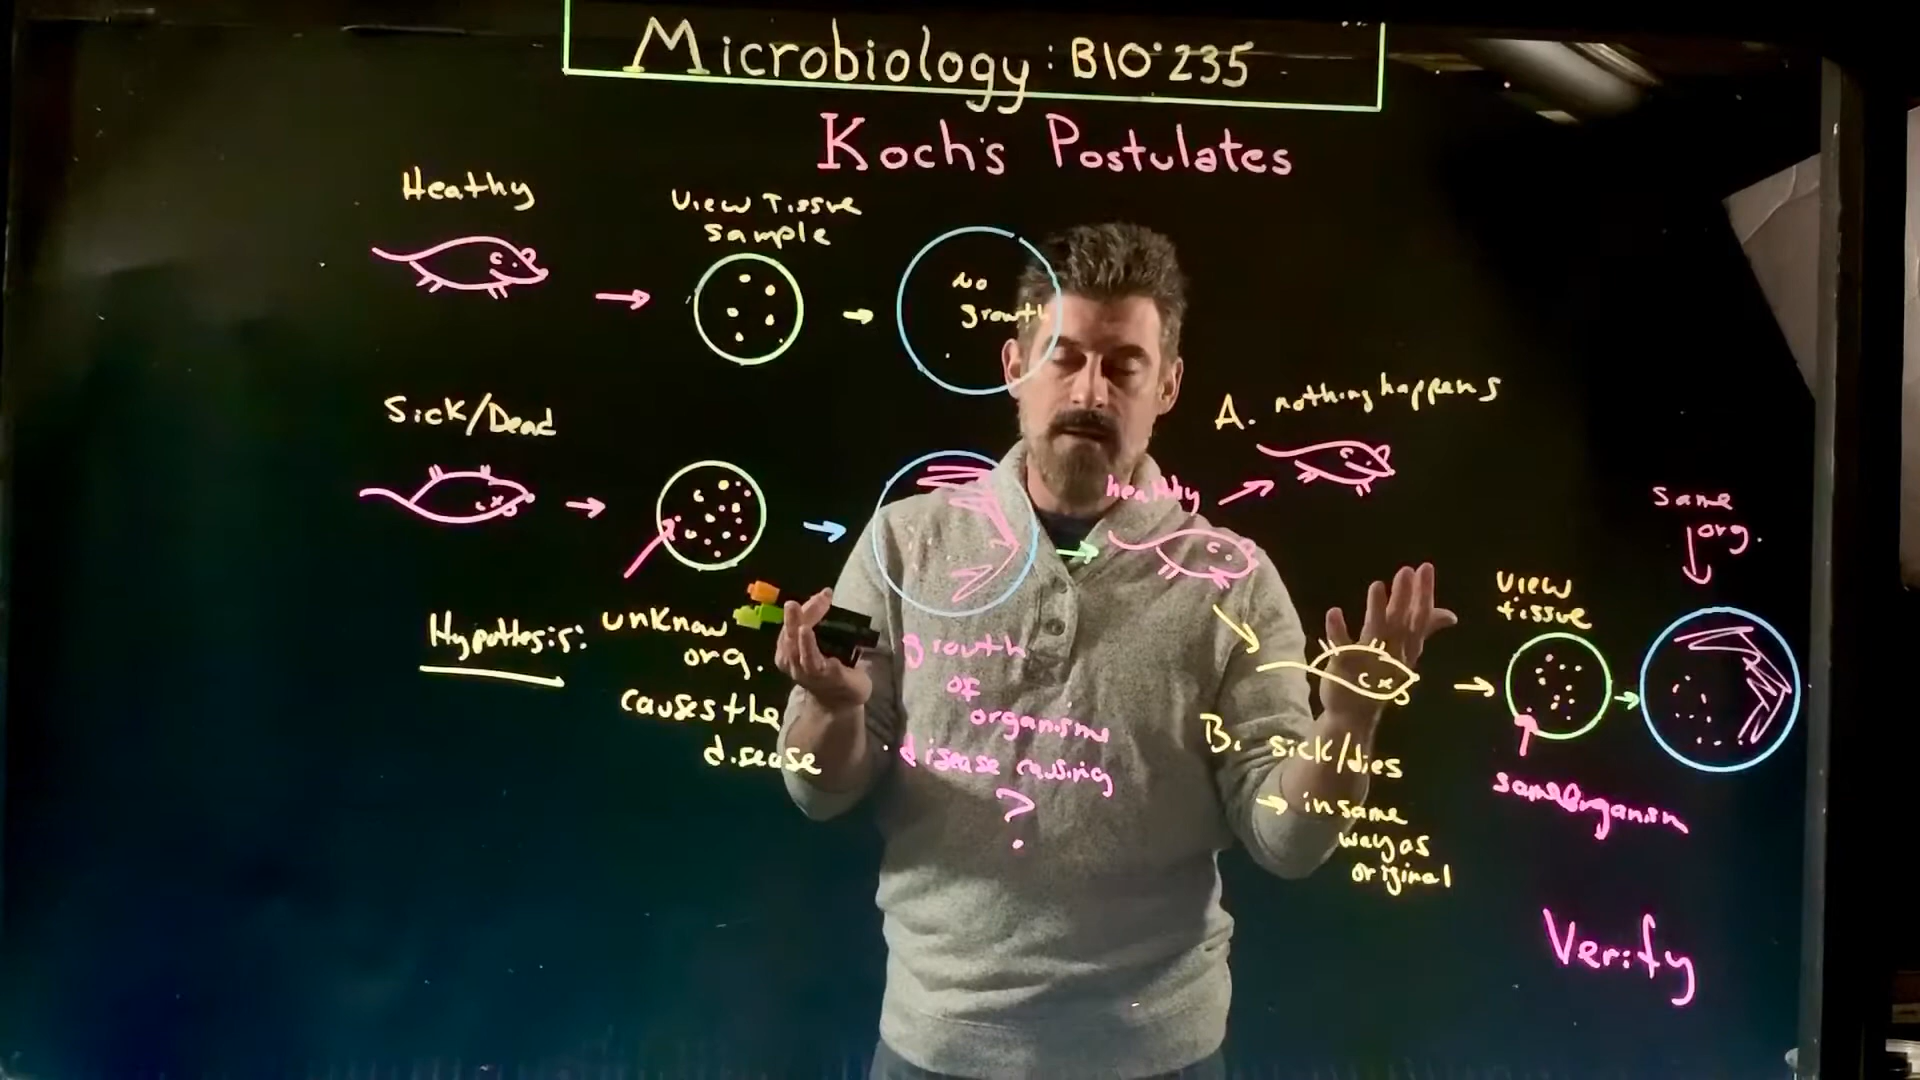 Microbiology: BIO 235
Koch's Postulates
Heathy
View Tissue
Sample
No
growth
Sick/Dead
Hypothesis:
unknow
org.
causes the
disease
growth
of
organisms
disease causing
?
healthy
A. nothing happens
B. sick/dies
→ in same
way as
original
View
tissue
same organism
same
org.
Verify